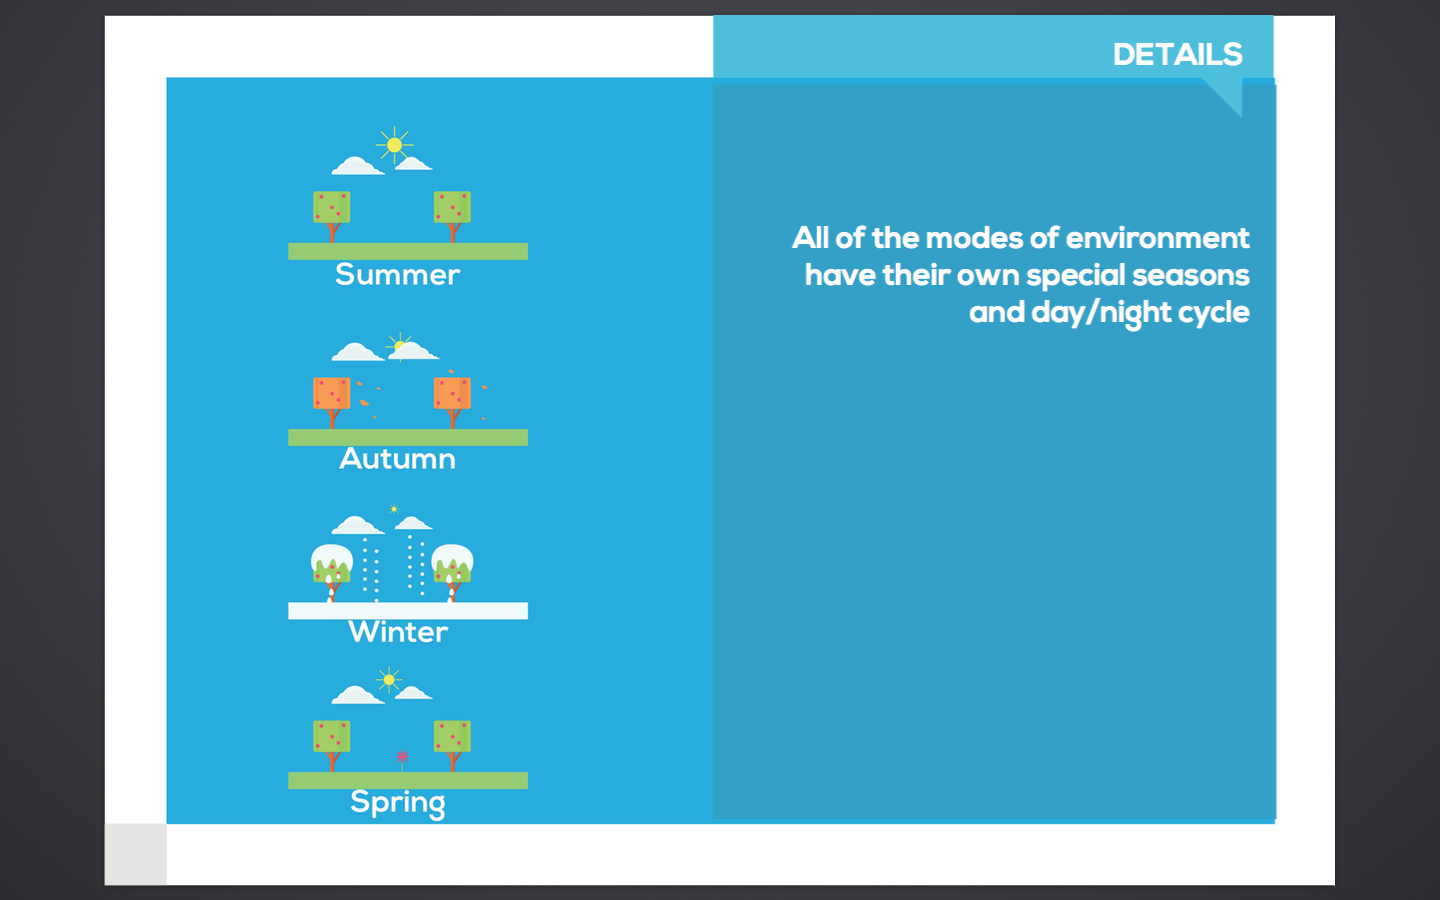 DETAILS
Summer
Autumn
Winter
Spring
All of the modes of environment
have their own special seasons
and day/night cycle